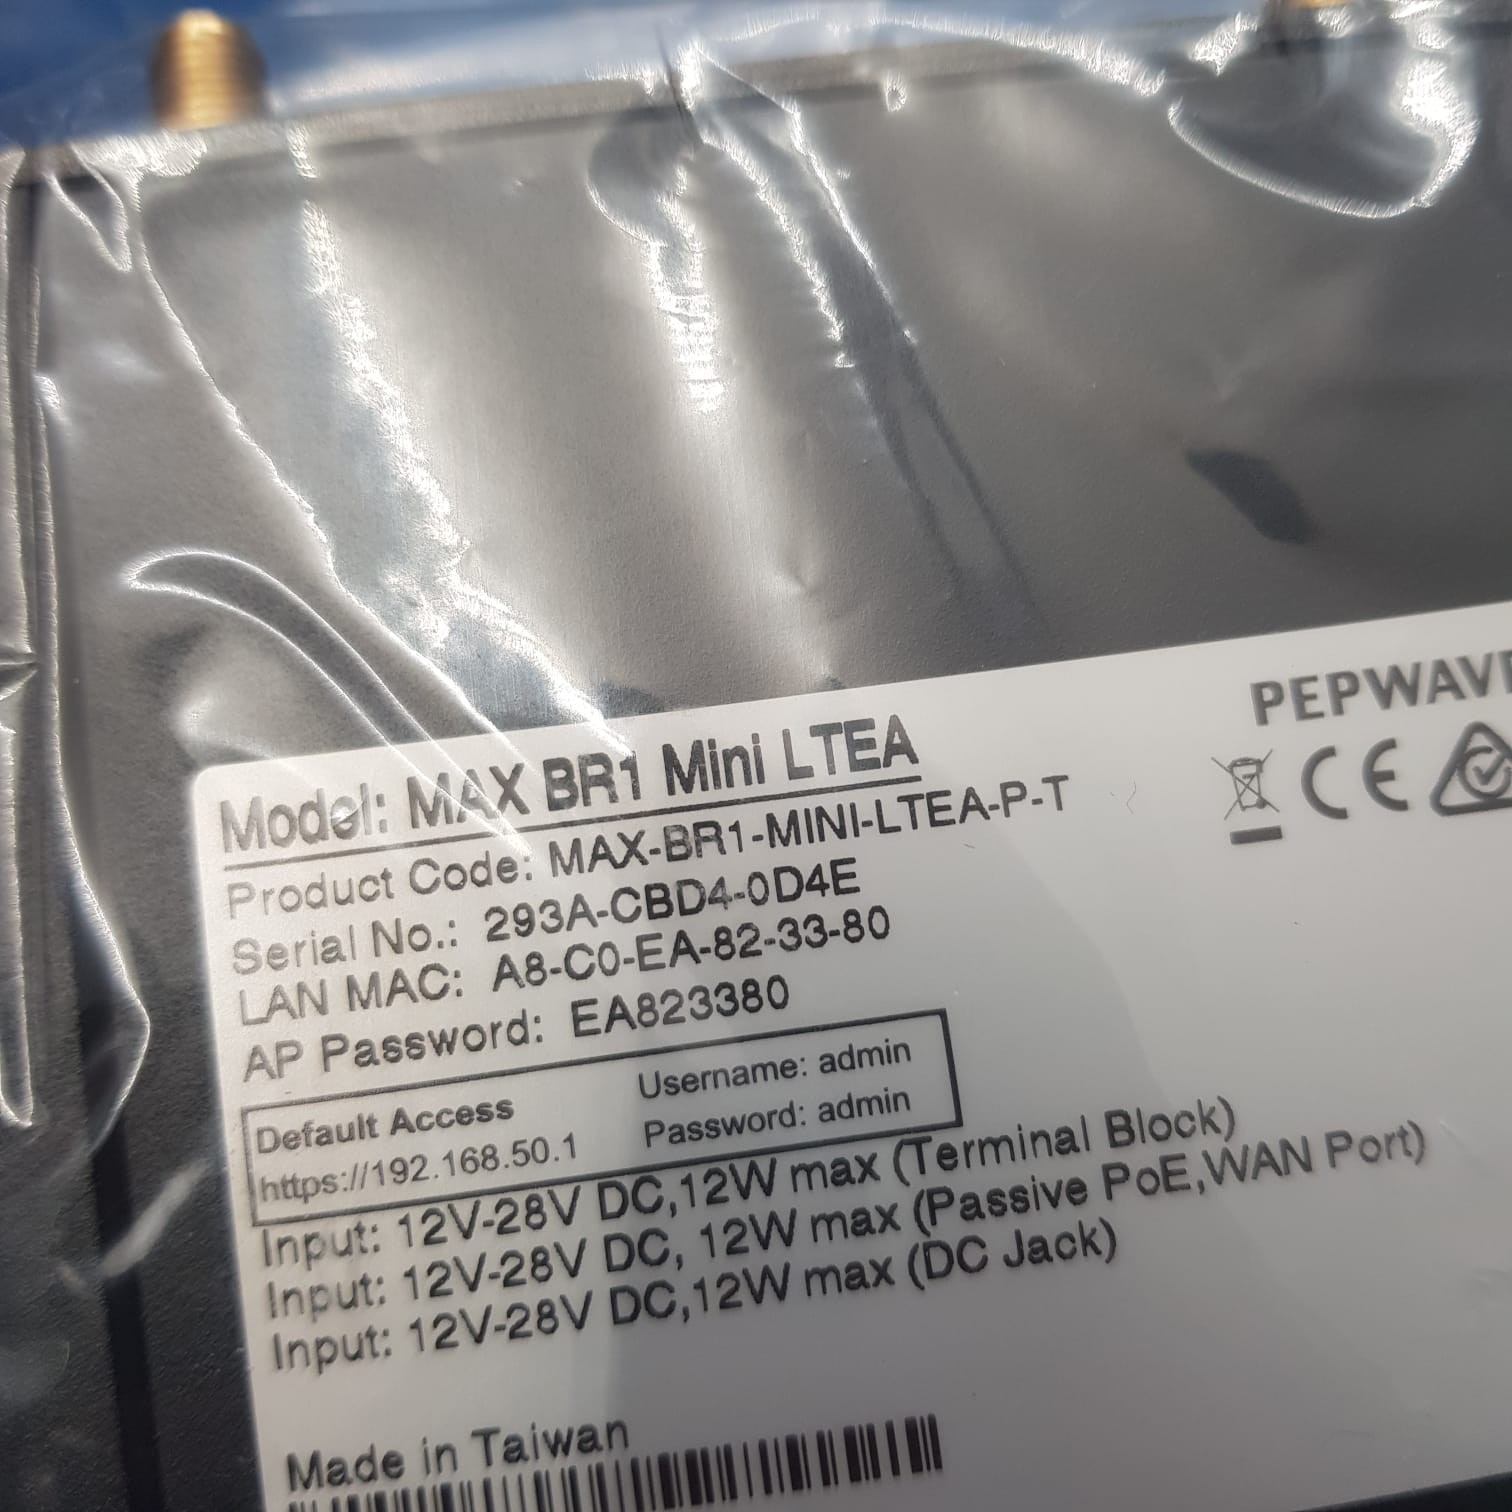 PEPWAVE
Model: MAX BR1 Mini LTEA
Product Code: MAX-BR1-MINI-LTEA-P-T
Serial No.: 293A-CBD4-0D4E
LAN MAC: A8-C0-EA-82-33-80
AP Password: EA823380
Default Access
https://192.168.50.1
Username: admin
Password: admin
Input: 12V-28V DC,12W max (Terminal Block)
Input: 12V-28V DC, 12W max (Passive PoE,WAN Port)
Input: 12V-28V DC,12W max (DC Jack)
Made in Taiwan